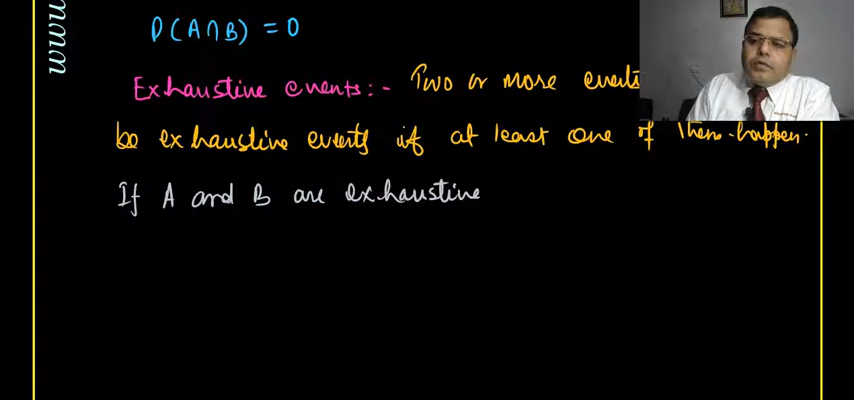 www
P(A∩B) = 0
Exhaustive events:- Two or more events
be exhaustive events if at least one of them happen.
If A and B are exhaustive